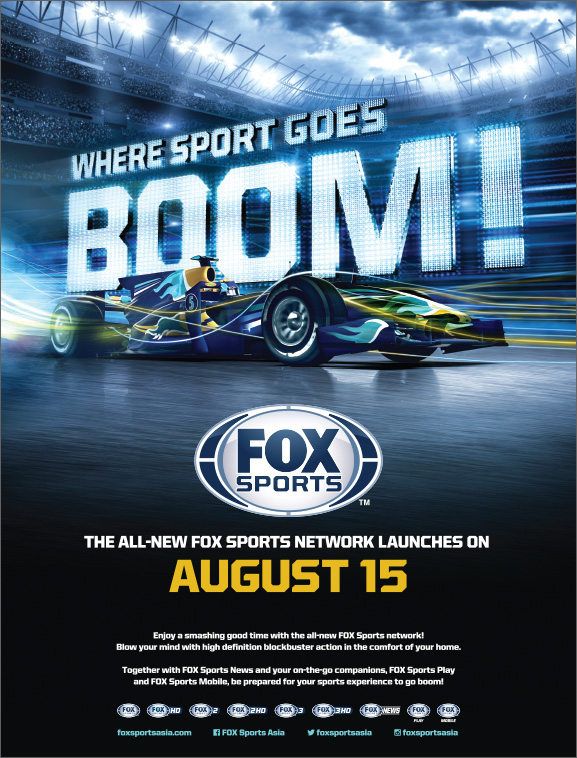 WHERE SPORT GOES
BOOM!
FOX
SPORTS
TM
THE ALL-NEW FOX SPORTS NETWORK LAUNCHES ON
AUGUST 15
Enjoy a smashing good time with the all-new FOX Sports network!
Blow your mind with high definition blockbuster action in the comfort of your home.
Together with FOX Sports News and your on-the-go companions, FOX Sports Play
and FOX Sports Mobile, be prepared for your sports experience to go boom!
FOX FOX HD FOX 2 FOX 2HD FOX 3 FOX 3HD FOX NEWS FOX PLAY FOX MOBILE
foxsportsasia.com FOX Sports Asia foxsportsasia foxsportsasia